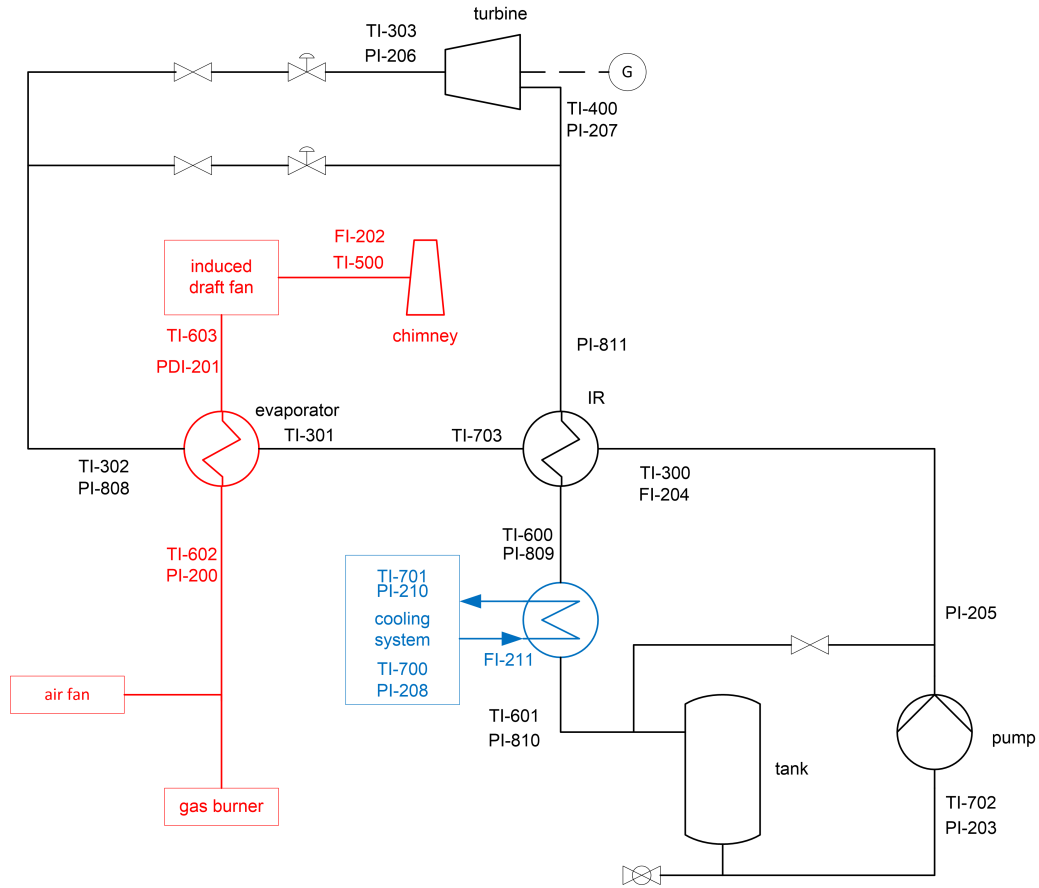 turbine
TI-303
PI-206
G
TI-400
PI-207
FI-202
TI-500
induced
draft fan
chimney
TI-603
PDI-201
PI-811
IR
evaporator
TI-301
TI-703
TI-302
PI-808
TI-300
FI-204
TI-602
PI-200
TI-600
PI-809
TI-701
PI-210
cooling
system
FI-211
TI-700
PI-208
PI-205
air fan
TI-601
PI-810
tank
pump
gas burner
TI-702
PI-203